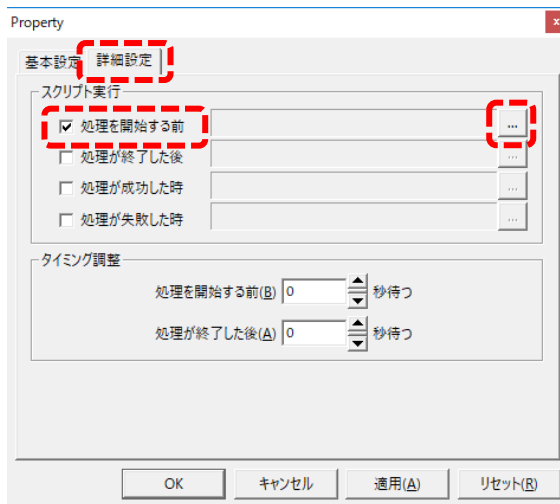 Property
x
基本設定 詳細設定
スクリプト実行
処理を開始する前 ...
処理が終了した後 ...
処理が成功した時 ...
処理が失敗した時 ...
タイミング調整
処理を開始する前(B) 0 秒待つ
処理が終了した後(A) 0 秒待つ
OK キャンセル 適用(A) リセット(R)